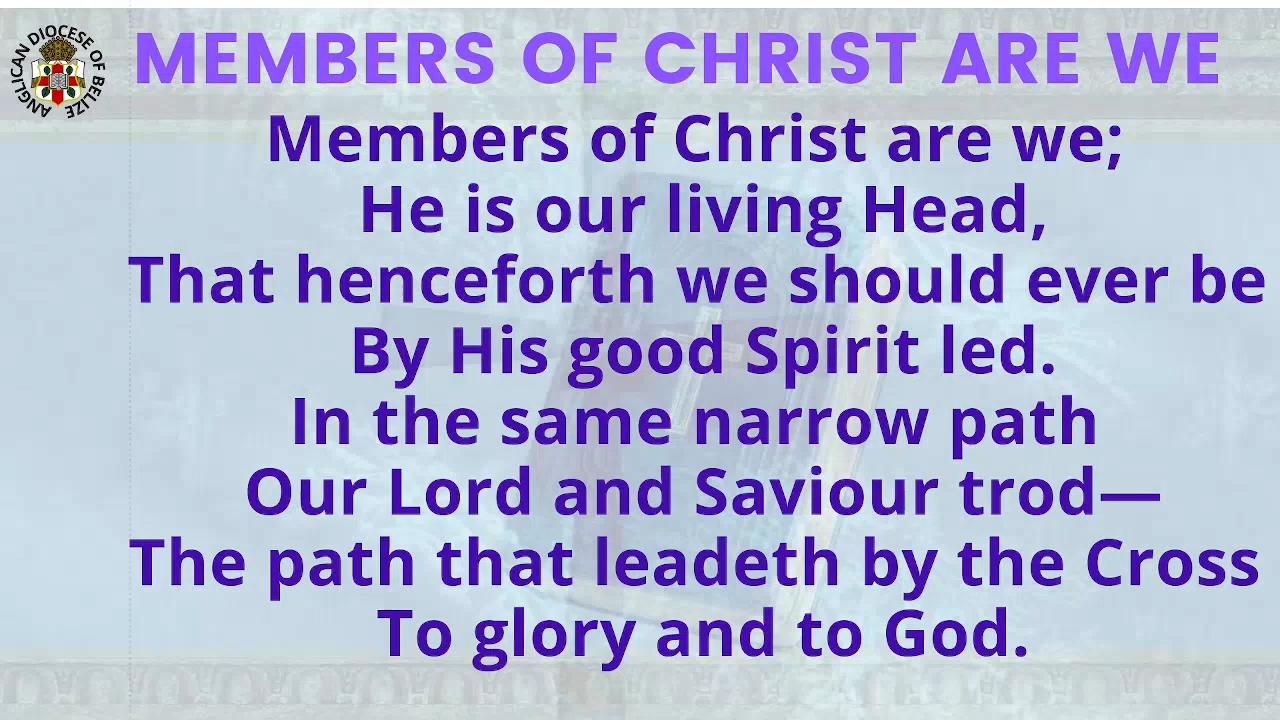 ANGLICAN DIOCESE OF BELIZE
MEMBERS OF CHRIST ARE WE
Members of Christ are we;
He is our living Head,
That henceforth we should ever be
By His good Spirit led.
In the same narrow path
Our Lord and Saviour trod—
The path that leadeth by the Cross
To glory and to God.